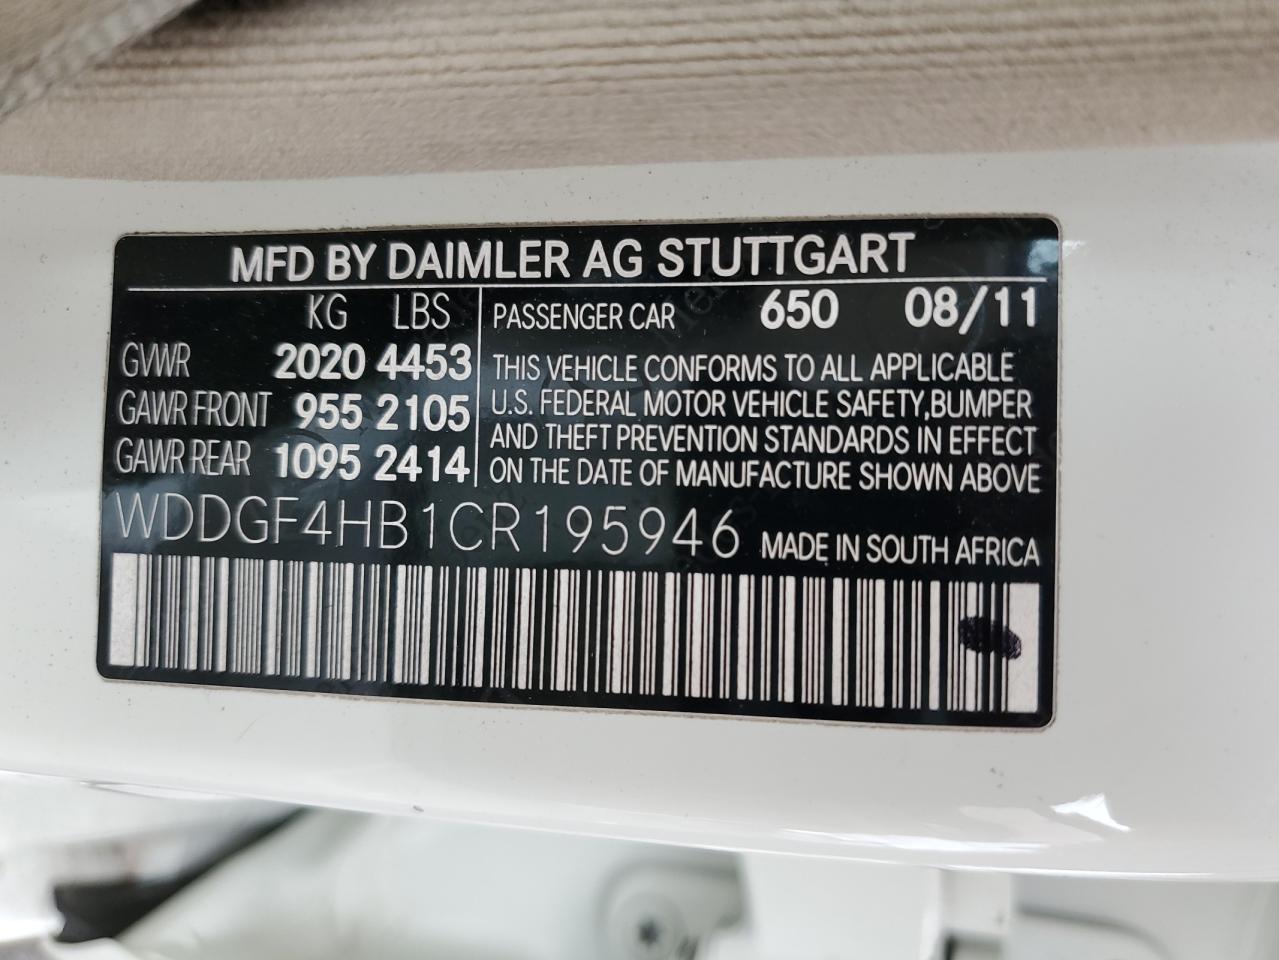 MFD BY DAIMLER AG STUTTGART
KG LBS
GVWR 2020 4453
GAWR FRONT 955 2105
GAWR REAR 1095 2414
PASSENGER CAR 650 08/11
THIS VEHICLE CONFORMS TO ALL APPLICABLE
U.S. FEDERAL MOTOR VEHICLE SAFETY,BUMPER
AND THEFT PREVENTION STANDARDS IN EFFECT
ON THE DATE OF MANUFACTURE SHOWN ABOVE
WDDGF4HB1CR195946 MADE IN SOUTH AFRICA